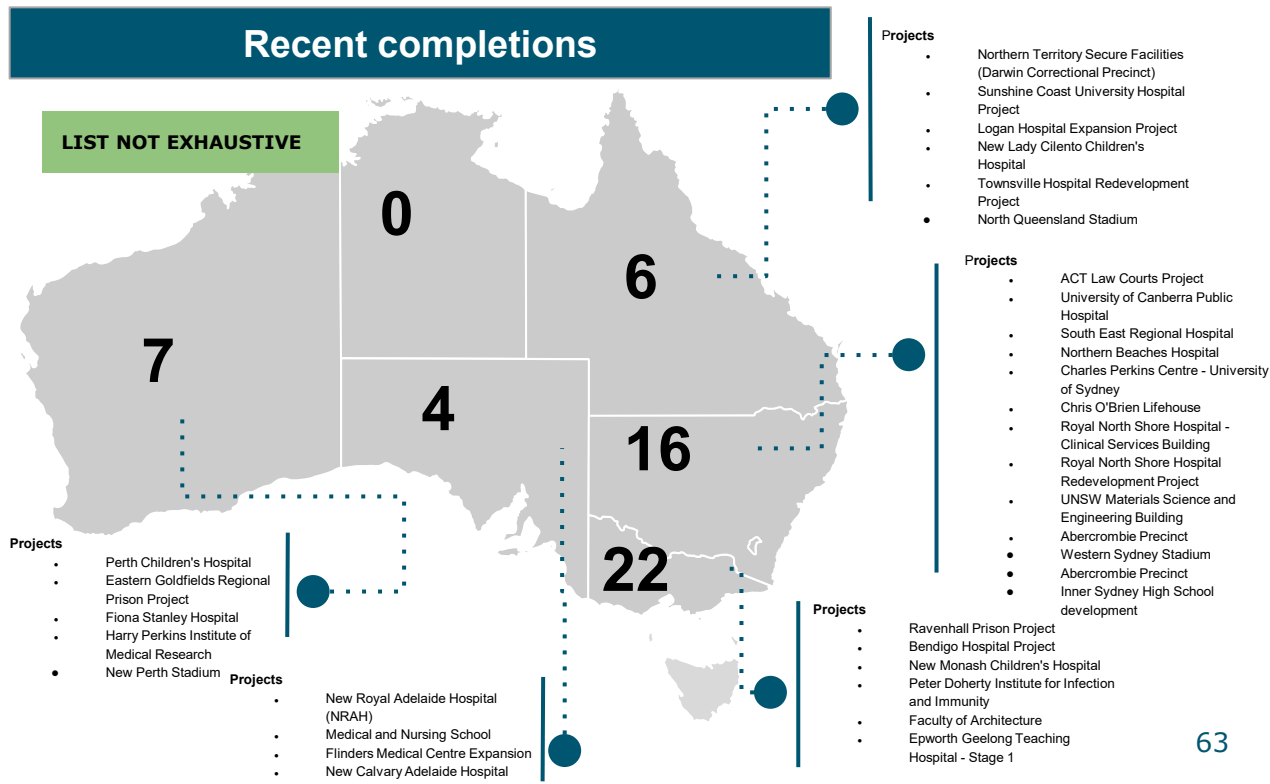 Recent completions
LIST NOT EXHAUSTIVE
0
6
7
4
16
22
Projects
• Northern Territory Secure Facilities
(Darwin Correctional Precinct)
• Sunshine Coast University Hospital
Project
• Logan Hospital Expansion Project
• New Lady Cilento Children's
Hospital
• Townsville Hospital Redevelopment
Project
• North Queensland Stadium
Projects
• ACT Law Courts Project
• University of Canberra Public
Hospital
• South East Regional Hospital
• Northern Beaches Hospital
• Charles Perkins Centre - University
of Sydney
• Chris O'Brien Lifehouse
• Royal North Shore Hospital -
Clinical Services Building
• Royal North Shore Hospital
Redevelopment Project
• UNSW Materials Science and
Engineering Building
• Abercrombie Precinct
• Western Sydney Stadium
• Abercrombie Precinct
• Inner Sydney High School
development
Projects
• Perth Children's Hospital
• Eastern Goldfields Regional
Prison Project
• Fiona Stanley Hospital
• Harry Perkins Institute of
Medical Research
• New Perth Stadium
Projects
• New Royal Adelaide Hospital
(NRAH)
• Medical and Nursing School
• Flinders Medical Centre Expansion
• New Calvary Adelaide Hospital
Projects
• Ravenhall Prison Project
• Bendigo Hospital Project
• New Monash Children's Hospital
• Peter Doherty Institute for Infection
and Immunity
• Faculty of Architecture
• Epworth Geelong Teaching
Hospital - Stage 1
63